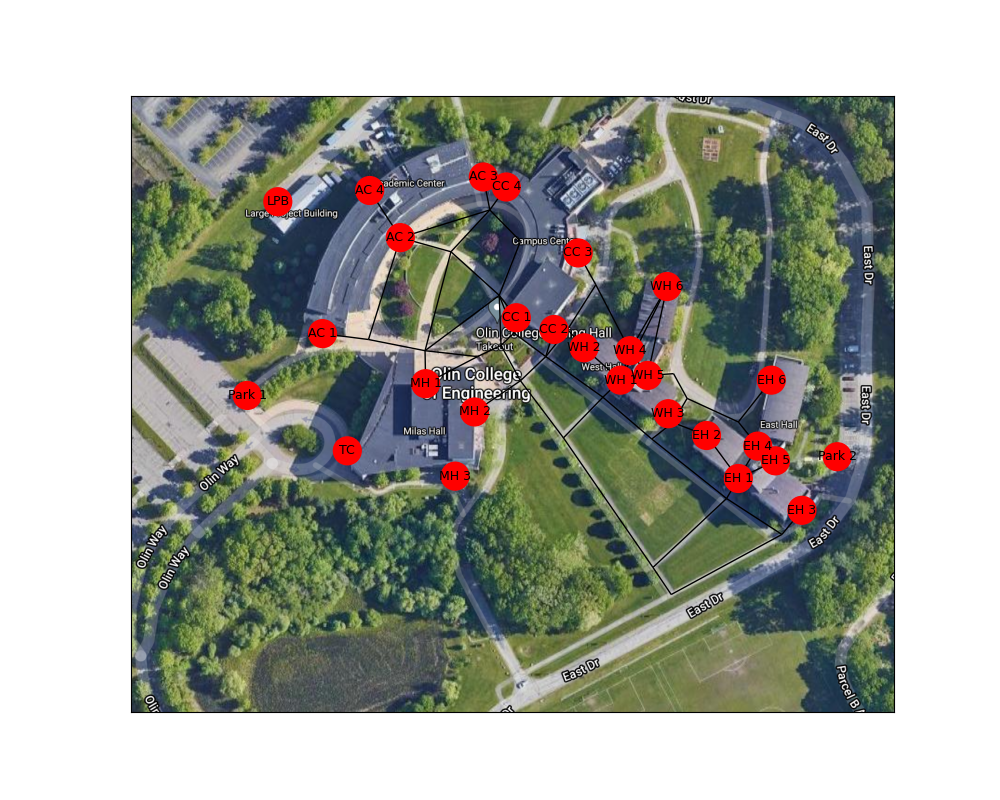 East Dr
East Dr
AC 3
CC 4
Academic Center
AC 4
LPB
Large Project Building
AC 2
Campus Center
CC 3
East Dr
WH 6
CC 1
CC 2
AC 1
Olin College Dining Hall
Takeout
WH 2
WH 4
West Hall
WH 5
WH
MH 1
Olin College
of Engineering
EH 6
Park 1
East Dr
MH 2
WH 3
Milas Hall
EH 2
East Hall
TC
EH 4
Park 2
EH 5
Olin Way
MH 3
EH 1
EH 3
East Dr
Olin Way
Olin Way
East Dr
East Dr
Parcel B
Olin
Dr